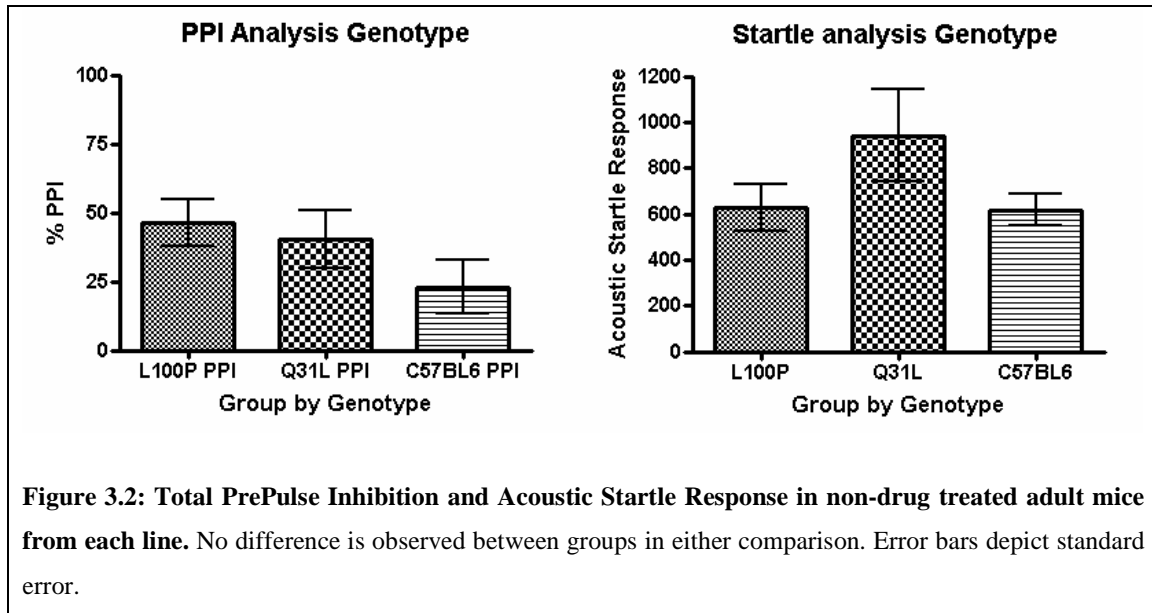 PPI Analysis Genotype
100
75
50
25
0
% PPI
L100P PPI
Q31L PPI
C57BL6 PPI
Group by Genotype
Startle analysis Genotype
1200
1000
800
600
400
200
0
Acoustic Startle Response
L100P
Q31L
C57BL6
Group by Genotype
Figure 3.2: Total PrePulse Inhibition and Acoustic Startle Response in non-drug treated adult mice
from each line. No difference is observed between groups in either comparison. Error bars depict standard
error.